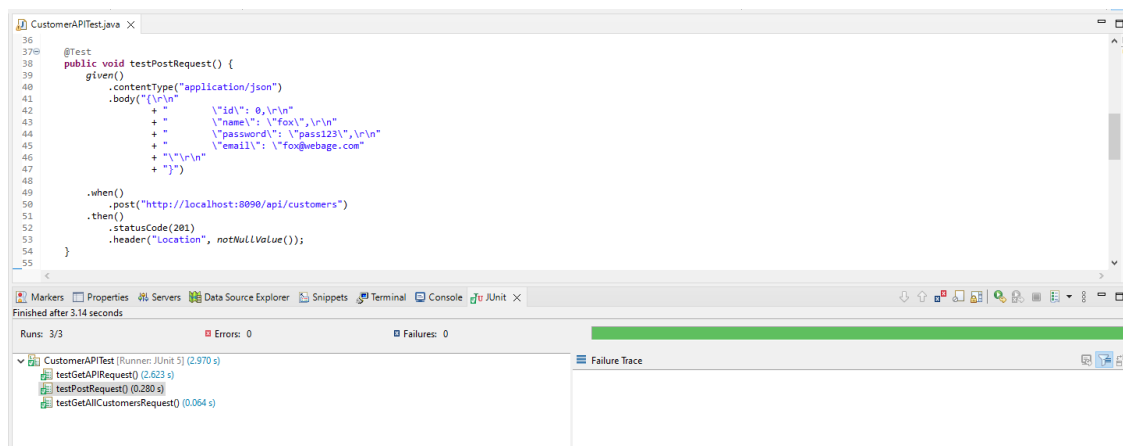 CustomerAPITest.java
36
37 @Test
38 public void testPostRequest() {
39 given()
40 .contentType("application/json")
41 .body("{\r\n"
42 + "        \"id\": 0,\r\n"
43 + "        \"name\": \"fox\",\r\n"
44 + "        \"password\": \"pass123\",\r\n"
45 + "        \"email\": \"fox@webage.com"
46 + "\"\r\n"
47 + "}")
48
49 .when()
50 .post("http://localhost:8090/api/customers")
51 .then()
52 .statusCode(201)
53 .header("Location", notNullValue());
54 }
55
Markers Properties Servers Data Source Explorer Snippets Terminal Console JUnit
Finished after 3.14 seconds
Runs: 3/3 Errors: 0 Failures: 0
CustomerAPITest [Runner: JUnit 5] (2.970 s) Failure Trace
testGetAPIRequest() (2.623 s)
testPostRequest() (0.280 s)
testGetAllCustomersRequest() (0.064 s)